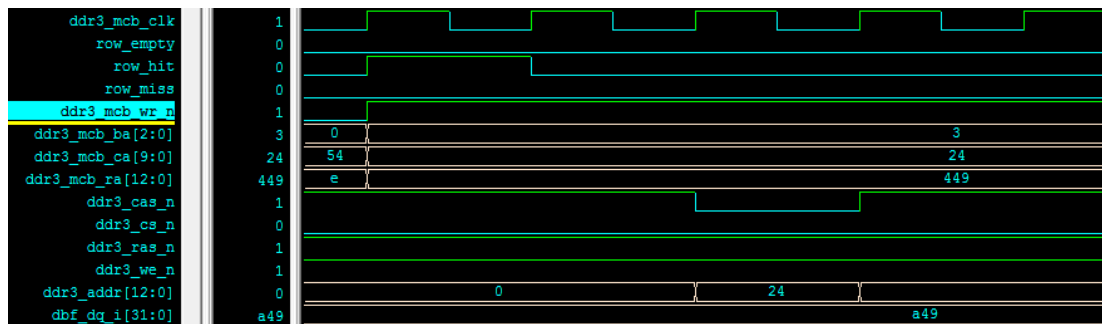 ddr3_mcb_clk 1
row_empty 0
row_hit 0
row_miss 0
ddr3_mcb_wr_n 1
ddr3_mcb_ba[2:0] 3 0 3
ddr3_mcb_ca[9:0] 24 54 24
ddr3_mcb_ra[12:0] 449 e 449
ddr3_cas_n 1
ddr3_cs_n 0
ddr3_ras_n 1
ddr3_we_n 1
ddr3_addr[12:0] 0 0 24
dbf_dq_i[31:0] a49 a49